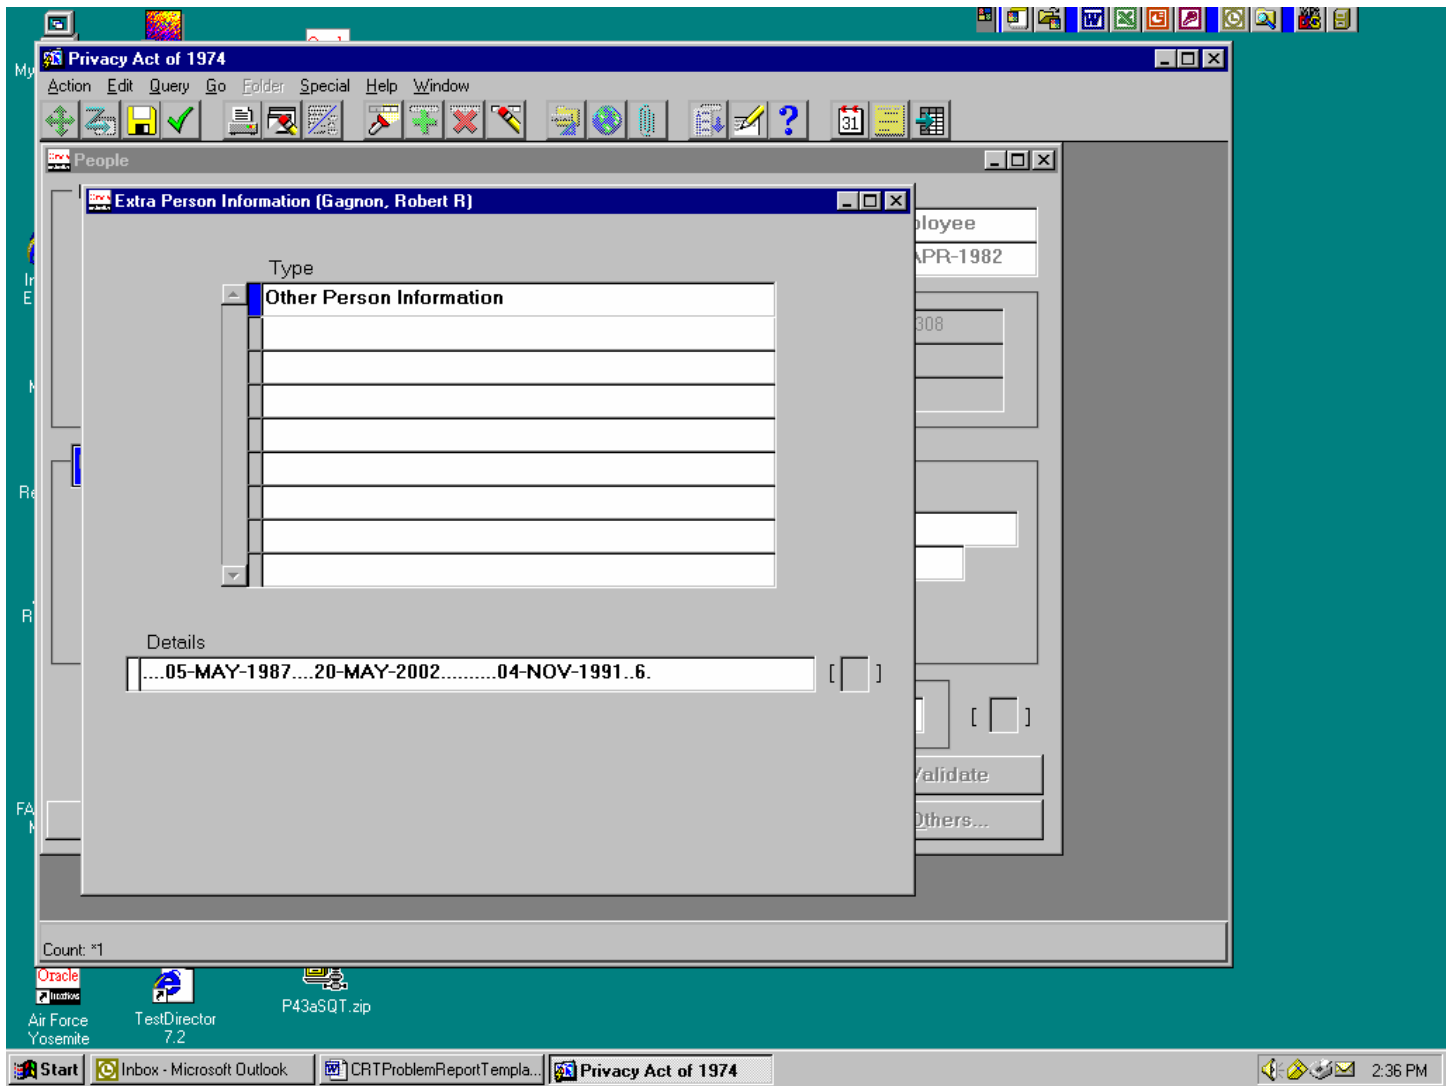 My
Privacy Act of 1974
Action Edit Query Go Folder Special Help Window
31
People
Extra Person Information (Gagnon, Robert R)
ployee
APR-1982
Type
Other Person Information
308
Details
....05-MAY-1987....20-MAY-2002..........04-NOV-1991..6.
[ ]
[ ]
Validate
Others...
FA
Count: *1
Oracle
Air Force
Yosemite
TestDirector
7.2
P43aSQT.zip
Start
Inbox - Microsoft Outlook
CRTProblemReportTempla...
Privacy Act of 1974
2:36 PM